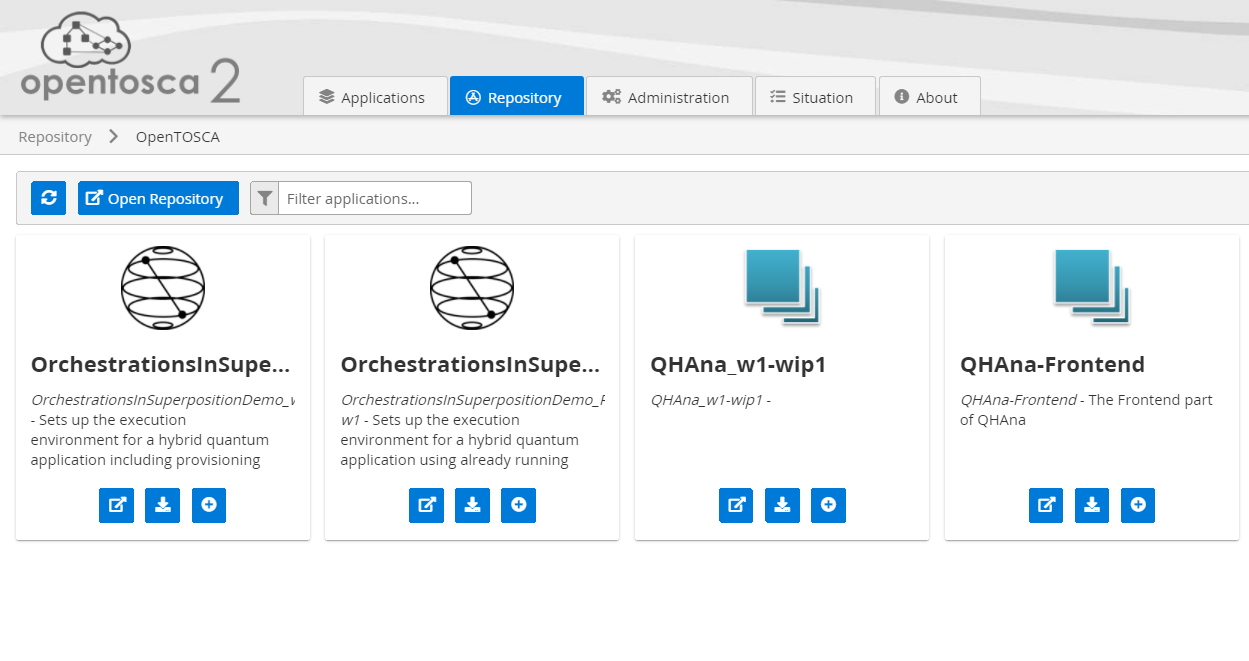 opentosca 2
Applications
Repository
Administration
Situation
About
Repository
OpenTOSCA
Open Repository
Filter applications...
OrchestrationsInSupe...
OrchestrationsInSuperpositionDemo_w
- Sets up the execution
environment for a hybrid quantum
application including provisioning
OrchestrationsInSupe...
OrchestrationsInSuperpositionDemo_F
w1 - Sets up the execution
environment for a hybrid quantum
application using already running
QHAna_w1-wip1
QHAna_w1-wip1 -
QHAna-Frontend
QHAna-Frontend - The Frontend part
of QHAna